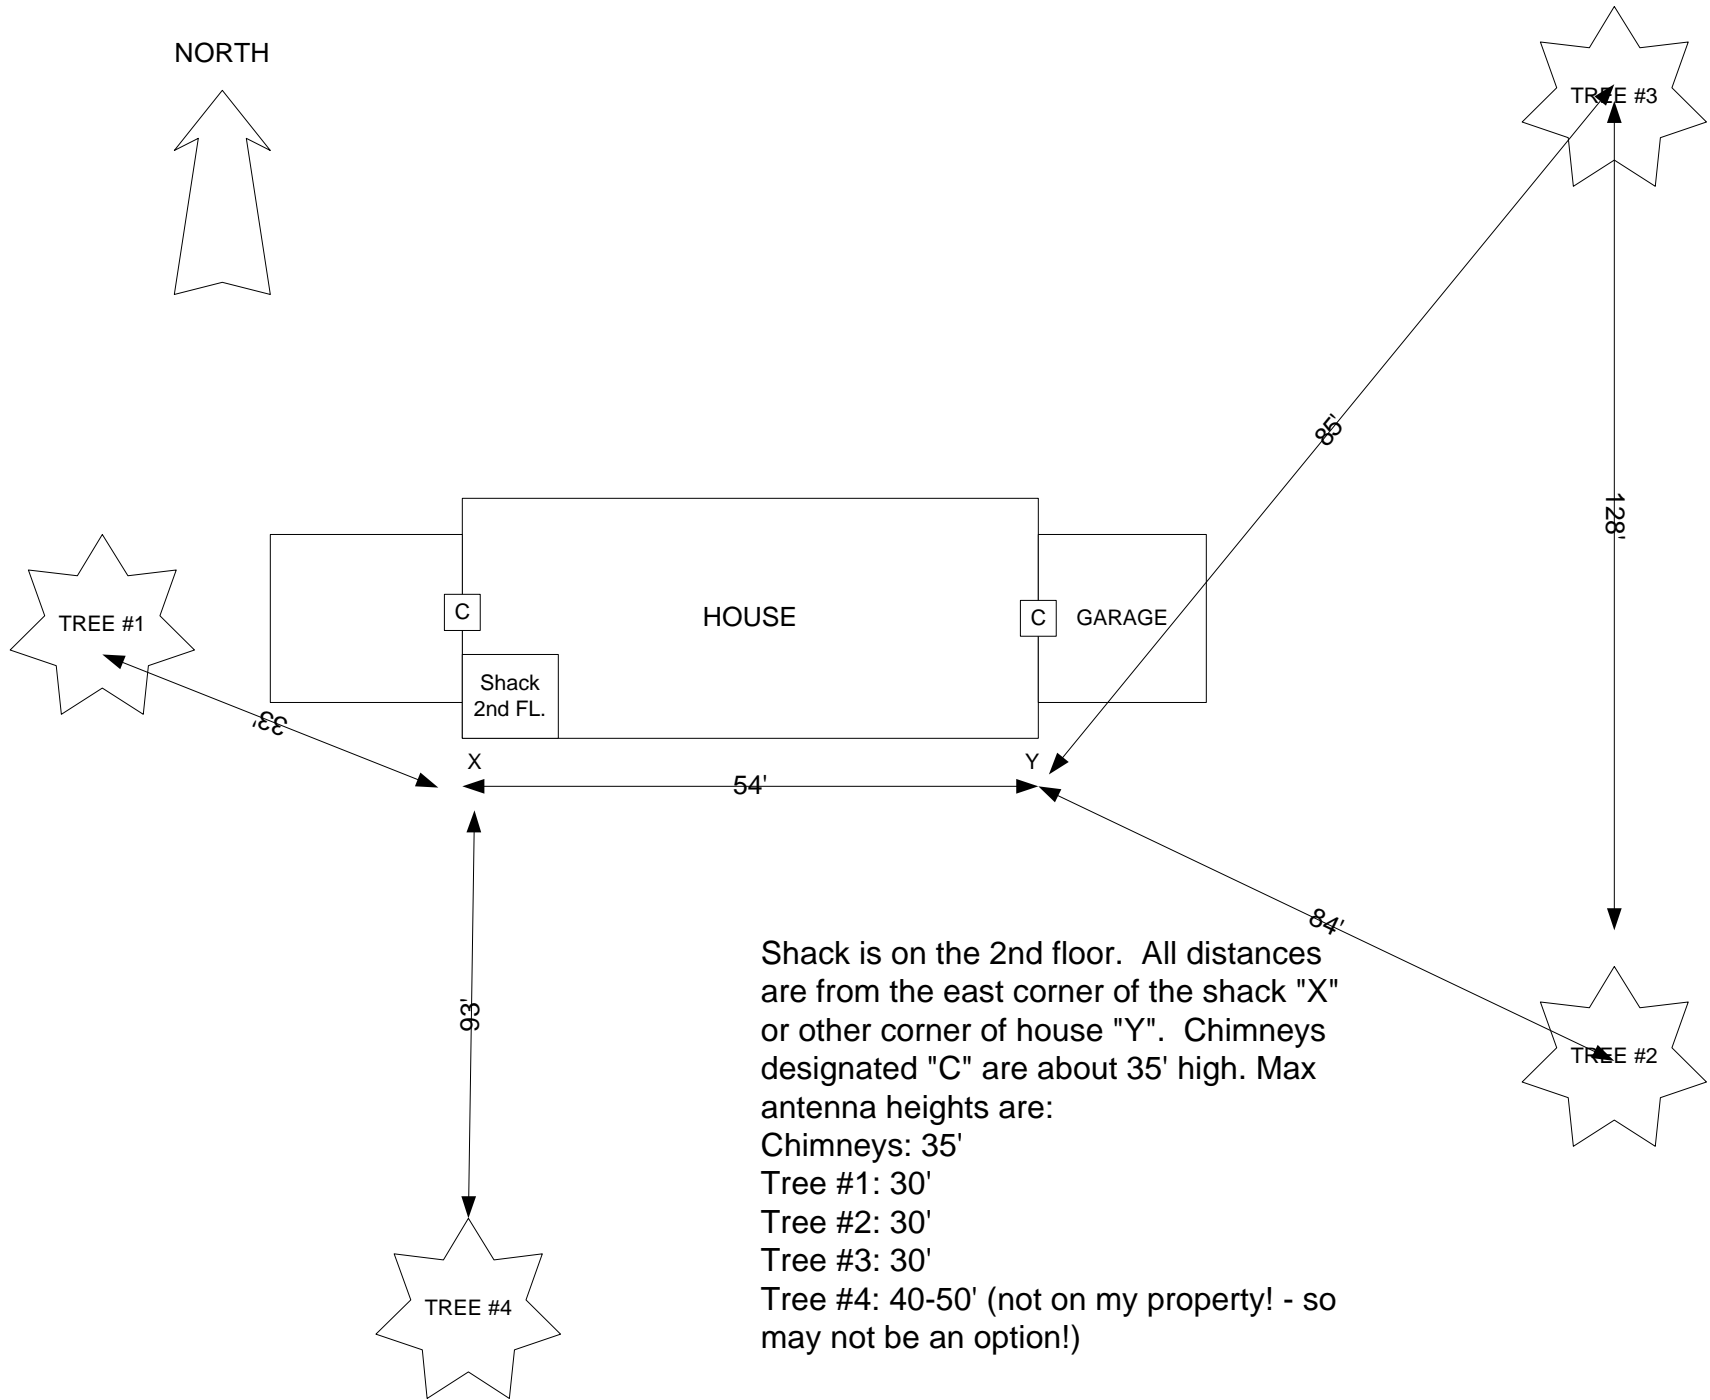 NORTH
TREE #3
85'
128'
TREE #1
C
HOUSE
C
GARAGE
Shack
2nd FL.
33'
X
Y
54'
84'
93'
Shack is on the 2nd floor. All distances
are from the east corner of the shack "X"
or other corner of house "Y". Chimneys
designated "C" are about 35' high. Max
antenna heights are:
Chimneys: 35'
Tree #1: 30'
Tree #2: 30'
Tree #3: 30'
Tree #4: 40-50' (not on my property! - so
may not be an option!)
TREE #2
TREE #4